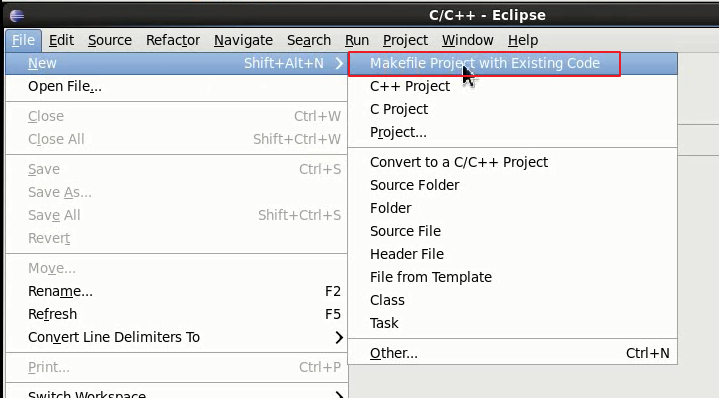 C/C++ - Eclipse
File Edit Source Refactor Navigate Search Run Project Window Help
New Shift+Alt+N
Open File...
Close Ctrl+W
Close All Shift+Ctrl+W
Save Ctrl+S
Save As...
Save All Shift+Ctrl+S
Revert
Move...
Rename... F2
Refresh F5
Convert Line Delimiters To
Print... Ctrl+P
Switch Workspace
Makefile Project with Existing Code
C++ Project
C Project
Project...
Convert to a C/C++ Project
Source Folder
Folder
Source File
Header File
File from Template
Class
Task
Other... Ctrl+N